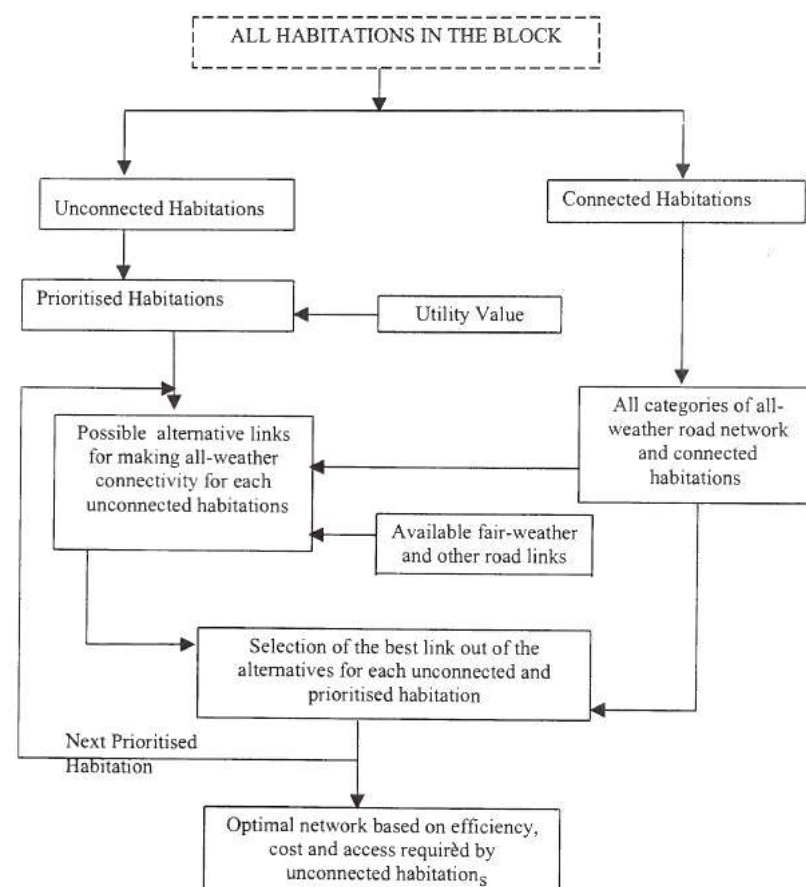 ALL HABITATIONS IN THE BLOCK
Unconnected Habitations
Connected Habitations
Prioritised Habitations
Utility Value
Possible alternative links
for making all-weather
connectivity for each
unconnected habitations
All categories of all-
weather road network
and connected
habitations
Available fair-weather
and other road links
Selection of the best link out of the
alternatives for each unconnected and
prioritised habitation
Next Prioritised
Habitation
Optimal network based on efficiency,
cost and access required by
unconnected habitations